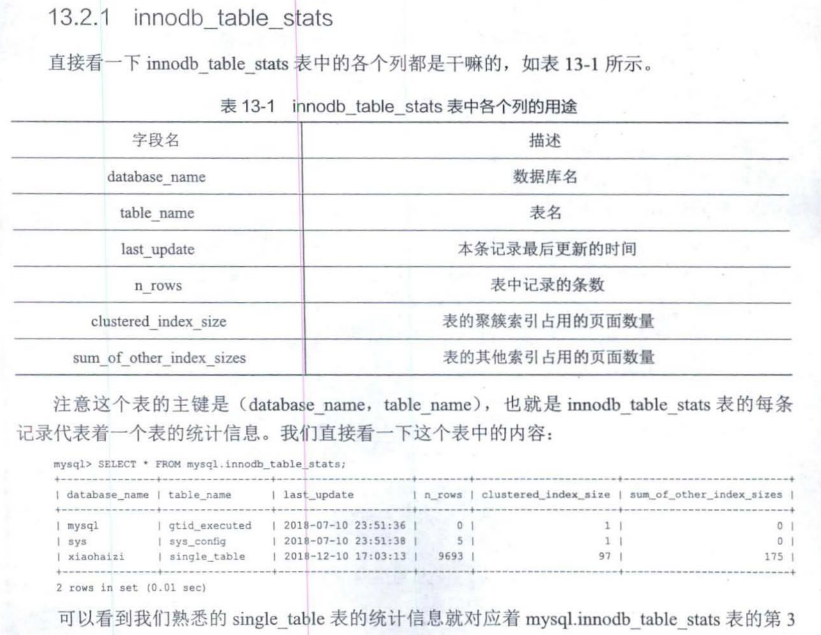 13.2.1 innodb_table_stats
直接看一下 innodb_table_stats 表中的各个列都是干嘛的，如表 13-1 所示。
表 13-1 innodb_table_stats 表中各个列的用途
字段名 描述
database_name 数据库名
table_name 表名
last_update 本条记录最后更新的时间
n_rows 表中记录的条数
clustered_index_size 表的聚簇索引占用的页面数量
sum_of_other_index_sizes 表的其他索引占用的页面数量
注意这个表的主键是（database_name，table_name），也就是 innodb_table_stats 表的每条
记录代表着一个表的统计信息。我们直接看一下这个表中的内容：
mysql> SELECT * FROM mysql.innodb_table_stats;
+---------------+---------------+---------------------+--------+----------------------+--------------------------+
| database_name | table_name    | last_update         | n_rows | clustered_index_size | sum_of_other_index_sizes |
+---------------+---------------+---------------------+--------+----------------------+--------------------------+
| mysql         | gtid_executed | 2018-07-10 23:51:36 |      0 |                    1 |                        0 |
| sys           | sys_config    | 2018-07-10 23:51:38 |      5 |                    1 |                        0 |
| xiaohaizi     | single_table  | 2018-12-10 17:03:13 |   9693 |                   97 |                      175 |
+---------------+---------------+---------------------+--------+----------------------+--------------------------+
2 rows in set (0.01 sec)
可以看到我们熟悉的 single_table 表的统计信息就对应着 mysql.innodb_table_stats 表的第 3